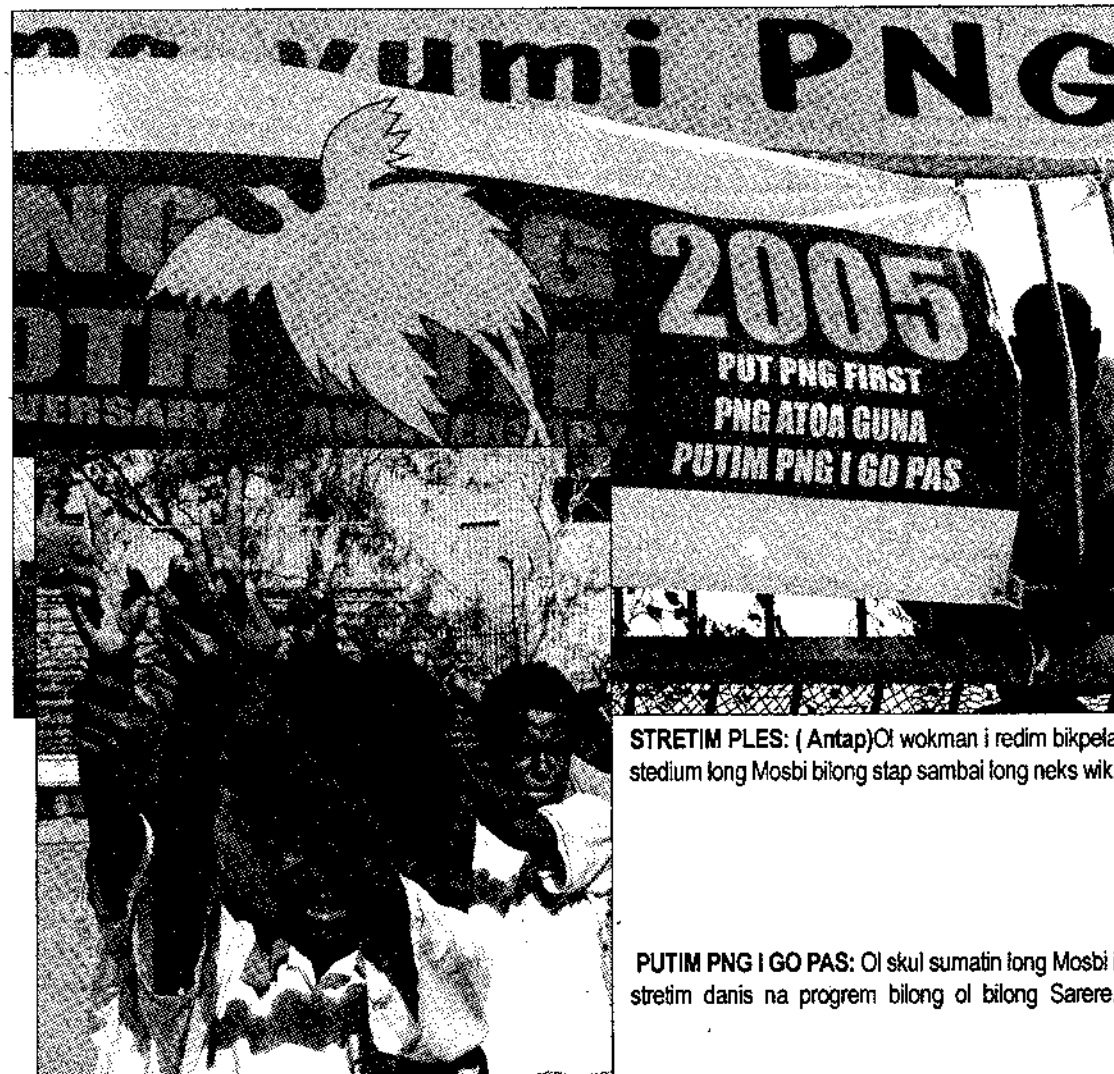 yumi PNG
2005
PUT PNG FIRST
PNG ATOA GUNA
PUTIM PNG I GO PAS
STRETIM PLES: ( Antap)Ol wokman i redim bikpela
stedium long Mosbi bilong stap sambai long neks wik
PUTIM PNG I GO PAS: Ol skul sumatin long Mosbi i
stretim danis na progrem bilong ol bilong Sarere.